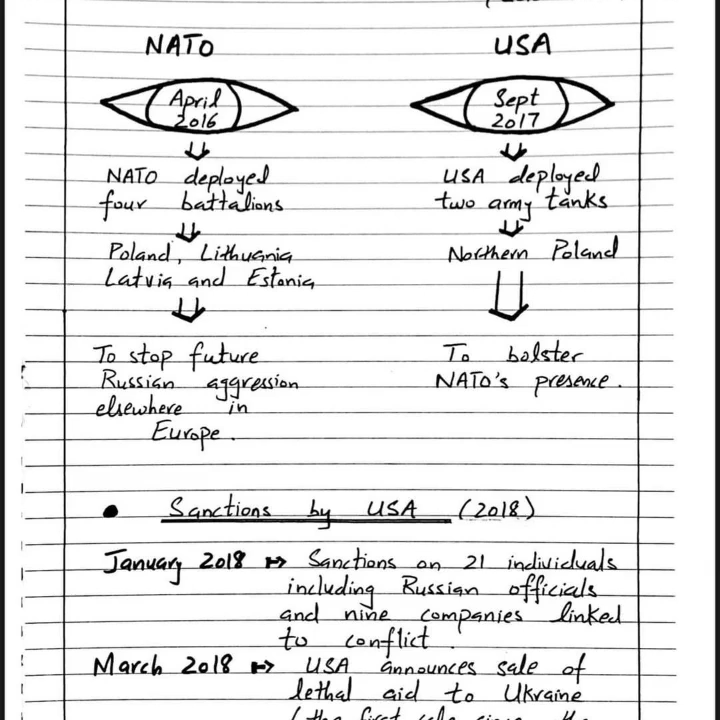 NATO
April
2016
NATO deployed
four battalions
Poland, Lithuania
Latvia and Estonia
To stop future
Russian aggression
elsewhere in
Europe.
USA
Sept
2017
USA deployed
two army tanks
Northern Poland
To bolster
NATO's presence.
Sanctions by USA (2018)
January 2018 ↦ Sanctions on 21 individuals
including Russian officials
and nine companies linked
to conflict.
March 2018 ↦ USA announces sale of
lethal aid to Ukraine